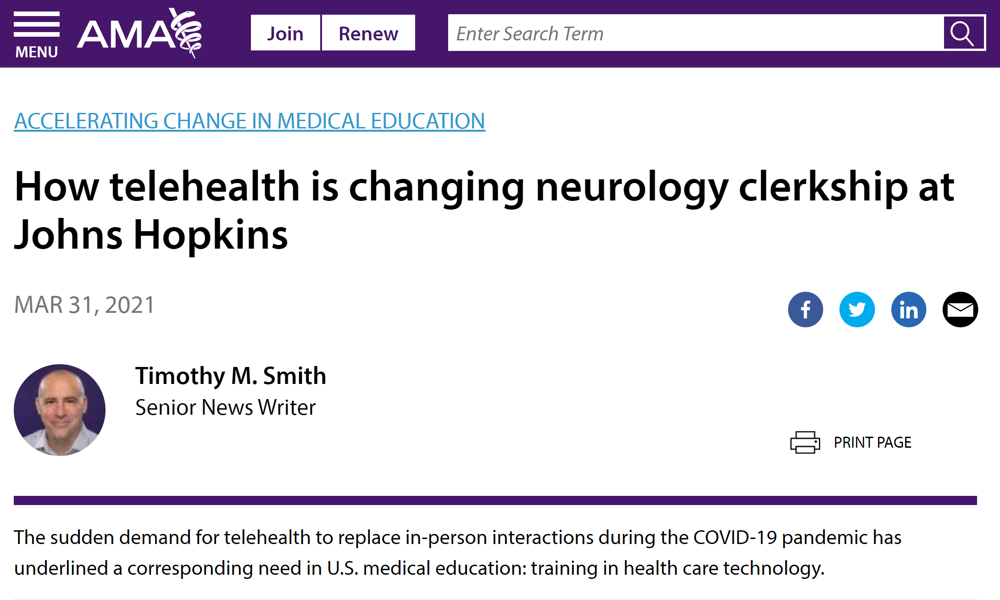 MENU
AMA
Join
Renew
Enter Search Term
ACCELERATING CHANGE IN MEDICAL EDUCATION
How telehealth is changing neurology clerkship at
Johns Hopkins
MAR 31, 2021
f
in
Timothy M. Smith
Senior News Writer
PRINT PAGE
The sudden demand for telehealth to replace in-person interactions during the COVID-19 pandemic has
underlined a corresponding need in U.S. medical education: training in health care technology.